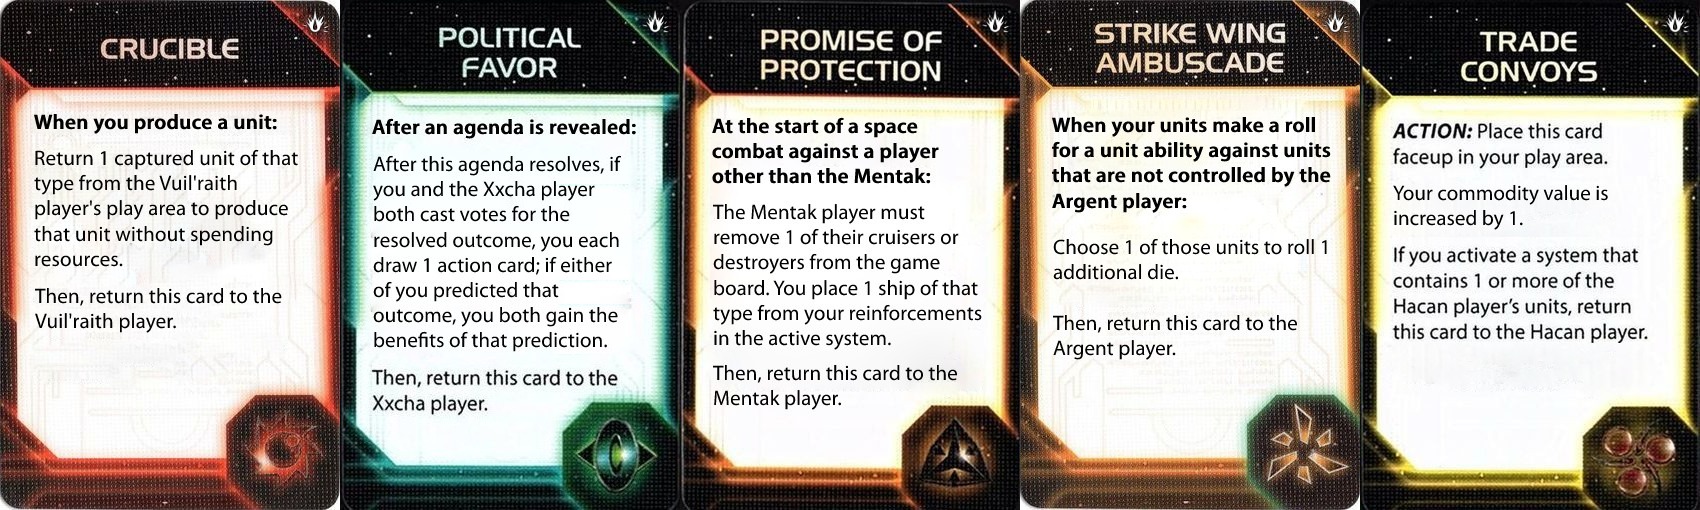 CRUCIBLE
When you produce a unit:
Return 1 captured unit of that
type from the Vuil'raith
player's play area to produce
that unit without spending
resources.
Then, return this card to the
Vuil'raith player.
POLITICAL
FAVOR
After an agenda is revealed:
After this agenda resolves, if
you and the Xxcha player
both cast votes for the
resolved outcome, you each
draw 1 action card; if either
of you predicted that
outcome, you both gain the
benefits of that prediction.
Then, return this card to the
Xxcha player.
PROMISE OF
PROTECTION
At the start of a space
combat against a player
other than the Mentak:
The Mentak player must
remove 1 of their cruisers or
destroyers from the game
board. You place 1 ship of that
type from your reinforcements
in the active system.
Then, return this card to the
Mentak player.
STRIKE WING
AMBUSCADE
When your units make a roll
for a unit ability against units
that are not controlled by the
Argent player:
Choose 1 of those units to roll 1
additional die.
Then, return this card to the
Argent player.
TRADE
CONVOYS
ACTION: Place this card
faceup in your play area.
Your commodity value is
increased by 1.
If you activate a system that
contains 1 or more of the
Hacan player's units, return
this card to the Hacan player.